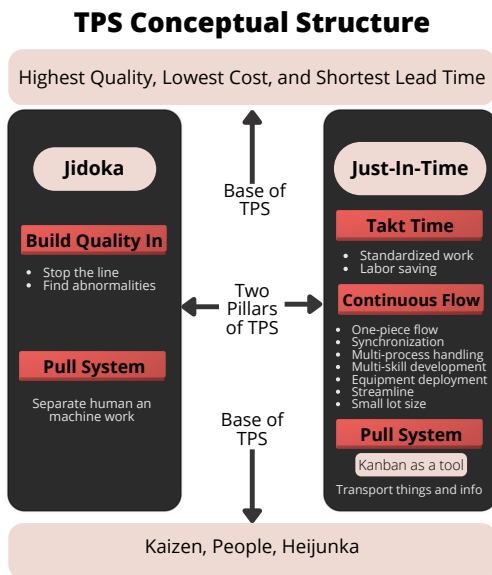 TPS Conceptual Structure
Highest Quality, Lowest Cost, and Shortest Lead Time
Jidoka
Build Quality In
Stop the line
Find abnormalities
Pull System
Separate human an
machine work
Base of
TPS
Two
Pillars
of TPS
Base of
TPS
Just-In-Time
Takt Time
Standardized work
Labor saving
Continuous Flow
One-piece flow
Synchronization
Multi-process handling
Multi-skill development
Equipment deployment
Streamline
Small lot size
Pull System
Kanban as a tool
Transport things and info
Kaizen, People, Heijunka